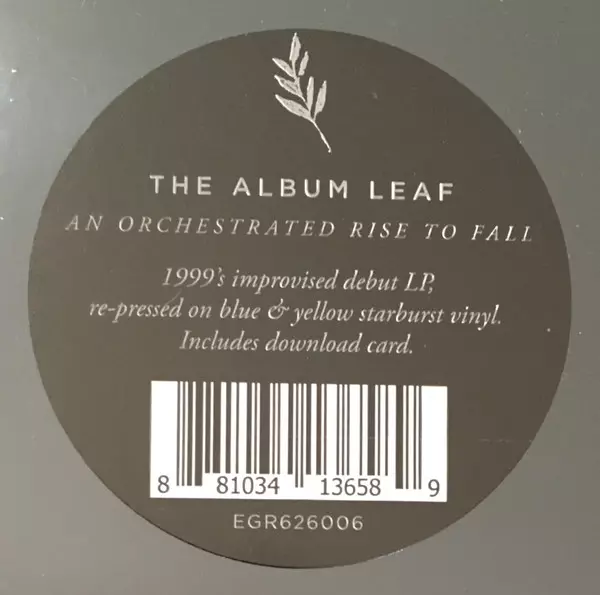 THE ALBUM LEAF
AN ORCHESTRATED RISE TO FALL
1999's improvised debut LP,
re-pressed on blue & yellow starburst vinyl.
Includes download card.
8 81034 13658 9
EGR626006